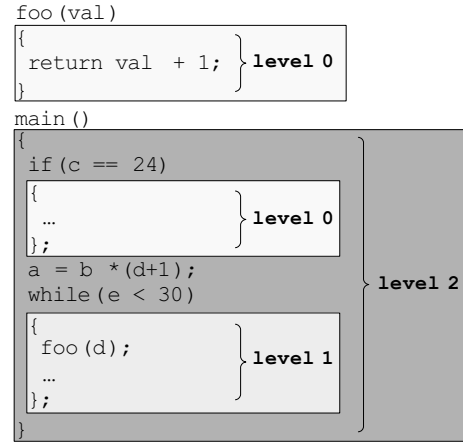 foo(val)
{
return val + 1;
level 0
}
main()
{
if(c == 24)
{
…
level 0
};
a = b *(d+1);
while(e < 30)
level 2
{
foo(d);
level 1
…
};
}